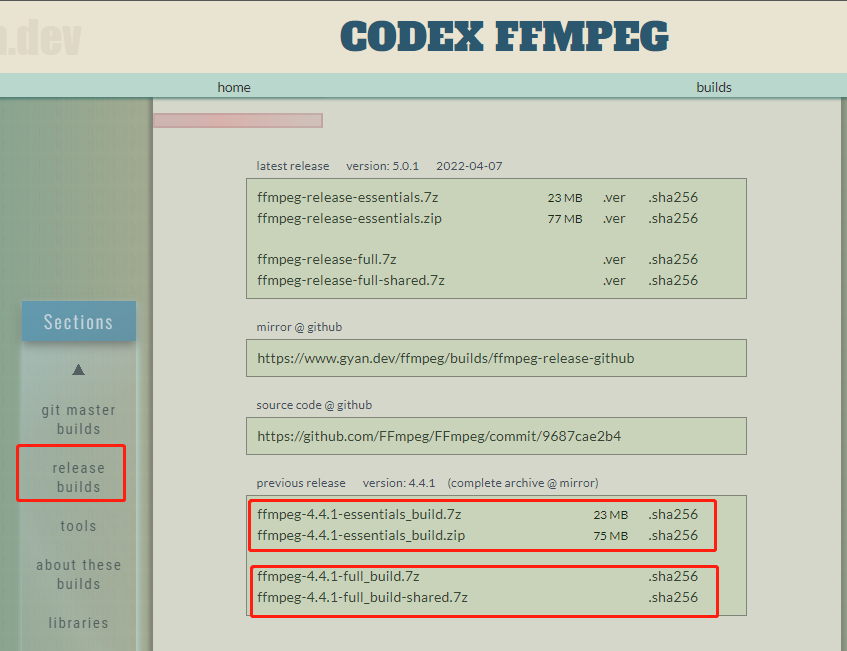 n.dev
CODEX FFMPEG
home builds
latest release version: 5.0.1 2022-04-07
ffmpeg-release-essentials.7z 23 MB .ver .sha256
ffmpeg-release-essentials.zip 77 MB .ver .sha256
ffmpeg-release-full.7z .ver .sha256
ffmpeg-release-full-shared.7z .ver .sha256
mirror @ github
https://www.gyan.dev/ffmpeg/builds/ffmpeg-release-github
source code @ github
https://github.com/FFmpeg/FFmpeg/commit/9687cae2b4
previous release version: 4.4.1 (complete archive @ mirror)
ffmpeg-4.4.1-essentials_build.7z 23 MB .sha256
ffmpeg-4.4.1-essentials_build.zip 75 MB .sha256
ffmpeg-4.4.1-full_build.7z .sha256
ffmpeg-4.4.1-full_build-shared.7z .sha256
Sections
▲
git master
builds
release
builds
tools
about these
builds
libraries